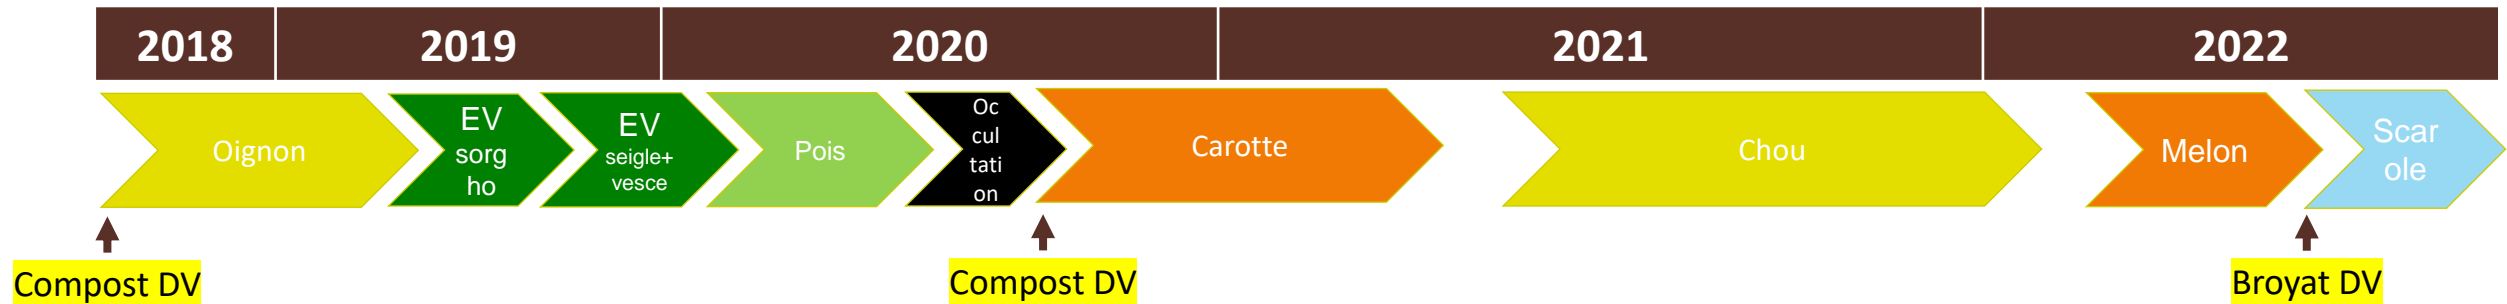 2018 2019 2020 2021 2022
Oignon
EV
sorg
ho
EV
seigle+
vesce
Pois
Oc
cul
tati
on
Carotte
Chou
Melon
Scar
ole
Compost DV
Compost DV
Broyat DV